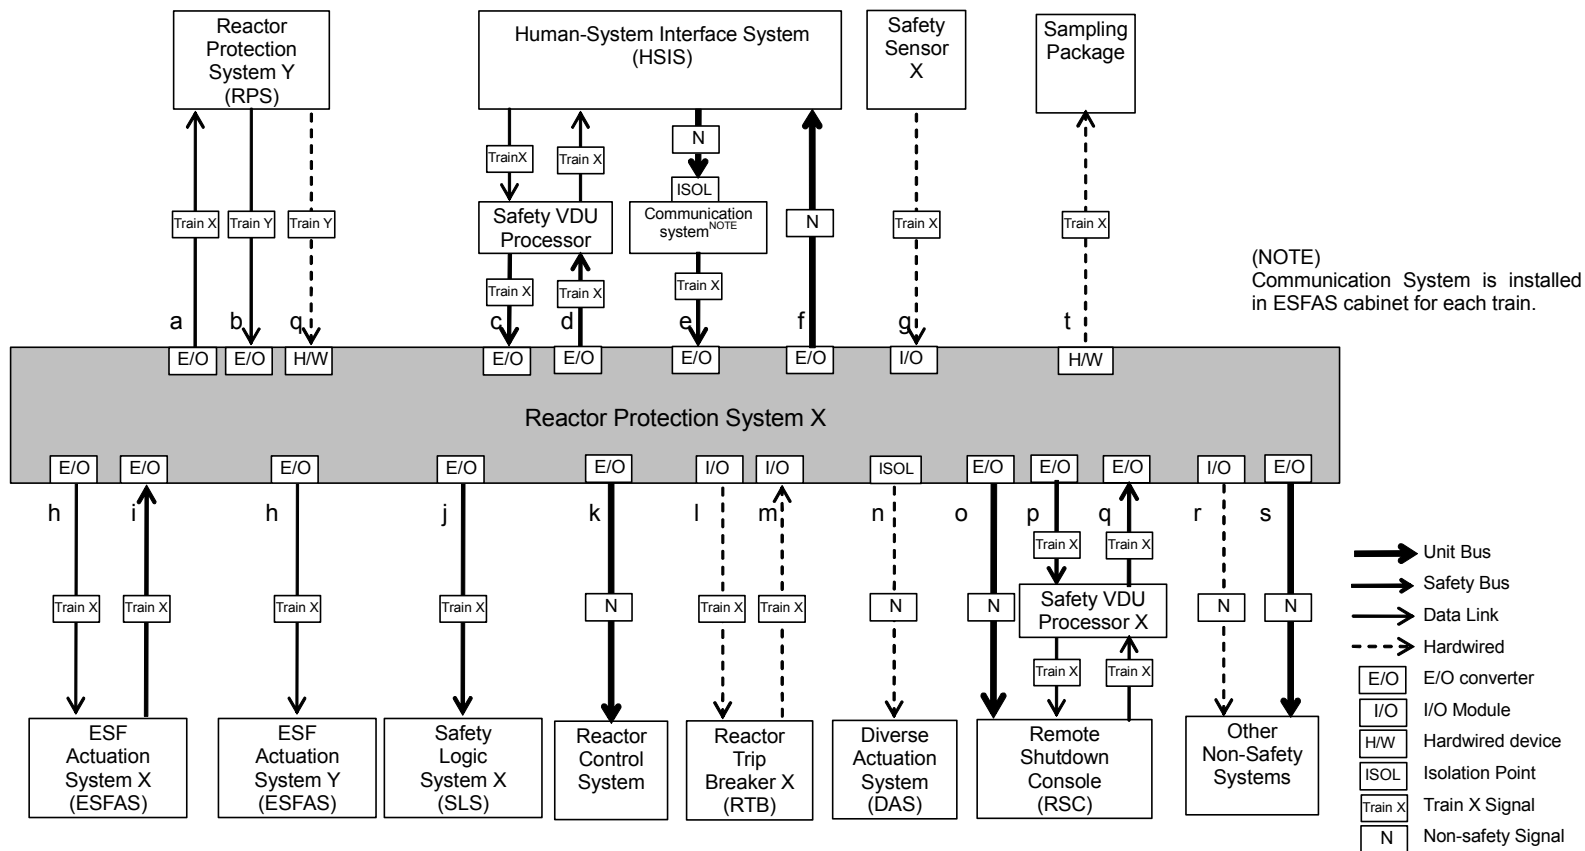 Reactor
Protection
System Y
(RPS)
Human-System Interface System
(HSIS)
Safety
Sensor
X
Sampling
Package
N
TrainX
Train X
ISOL
Train X
Train Y
Train Y
Safety VDU
Processor
Communication
systemNOTE
N
Train X
Train X
(NOTE)
Communication System is installed
in ESFAS cabinet for each train.
Train X
Train X
Train X
a
b
q
c
d
e
f
g
t
E/O
E/O
H/W
E/O
E/O
E/O
E/O
I/O
H/W
Reactor Protection System X
E/O
E/O
E/O
E/O
E/O
I/O
I/O
ISOL
E/O
E/O
E/O
I/O
E/O
h
i
h
j
k
l
m
n
o
p
q
r
s
Train X
Train X
Safety VDU
Processor X
Train X
Train X
Train X
Train X
N
Train X
Train X
N
N
N
N
Train X
Train X
ESF
Actuation
System X
(ESFAS)
ESF
Actuation
System Y
(ESFAS)
Safety
Logic
System X
(SLS)
Reactor
Control
System
Reactor
Trip
Breaker X
(RTB)
Diverse
Actuation
System
(DAS)
Remote
Shutdown
Console
(RSC)
Other
Non-Safety
Systems
Unit Bus
Safety Bus
Data Link
Hardwired
E/O E/O converter
I/O I/O Module
H/W Hardwired device
ISOL Isolation Point
Train X Train X Signal
N Non-safety Signal